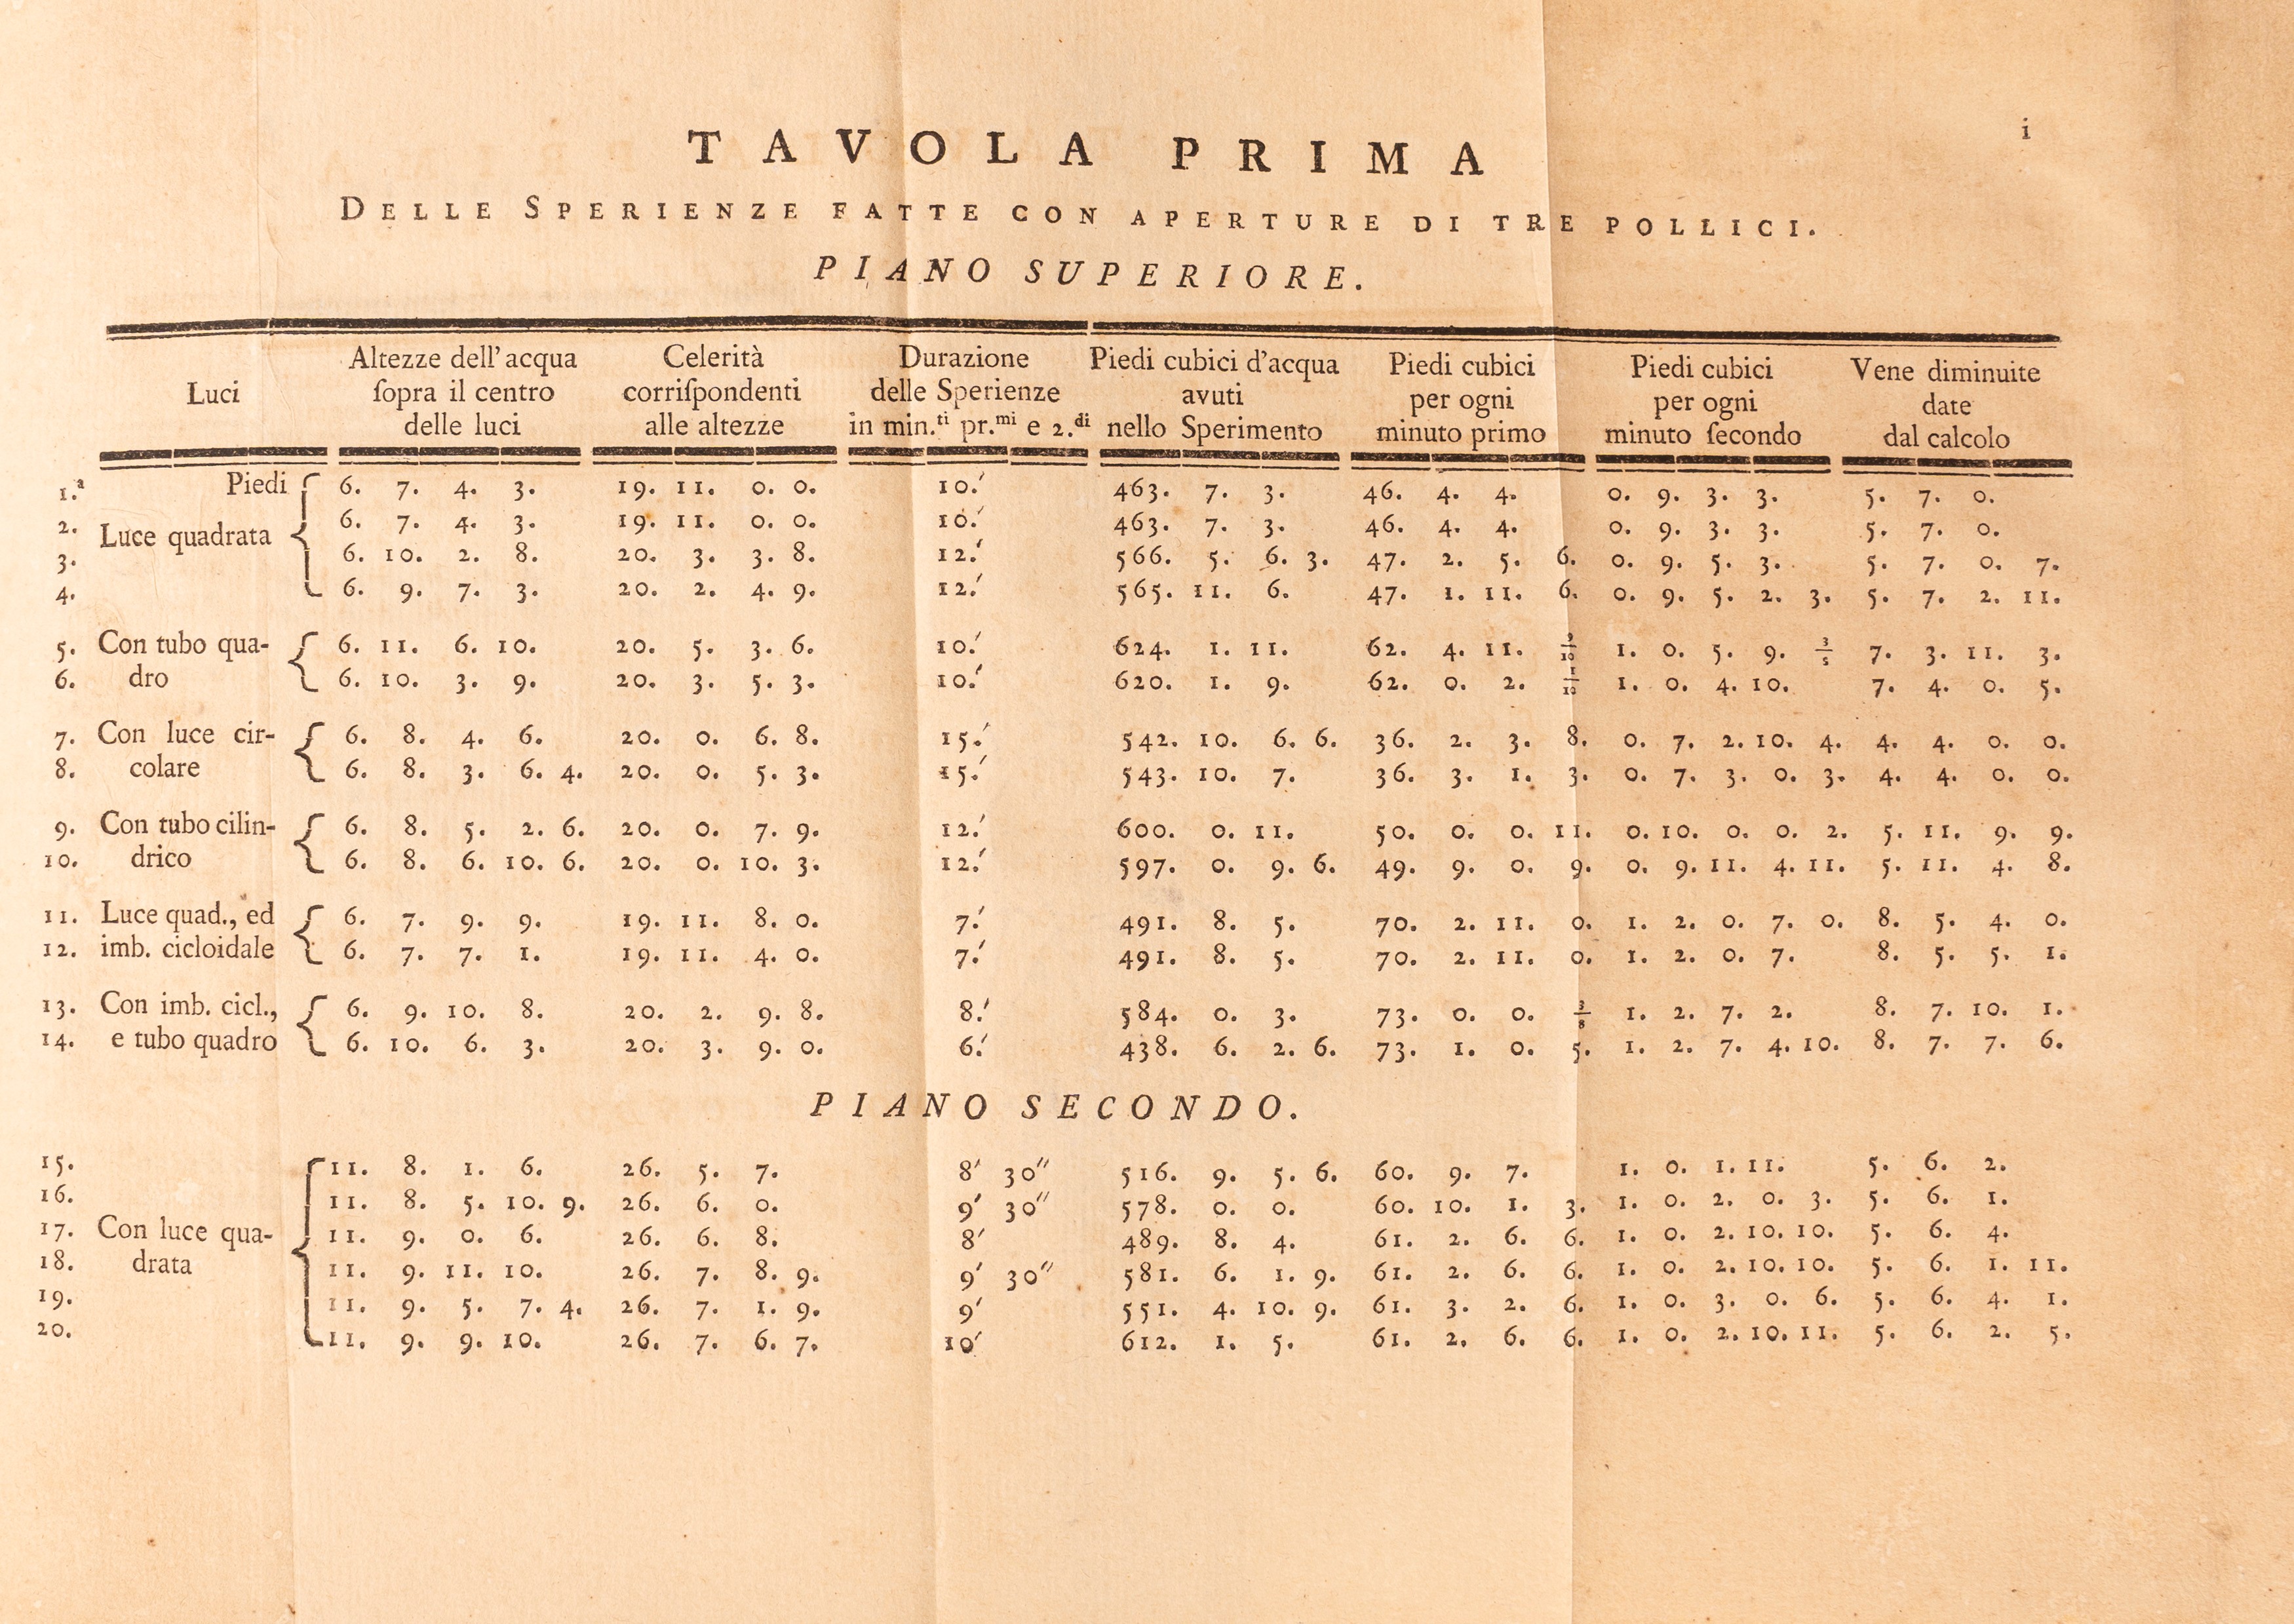 i
TAVOLA PRIMA
DELLE SPERIENZE FATTE CON APERTURE DI TRE POLLICI.
PIANO SUPERIORE.
Luci
Altezze dell'acqua
ſopra il centro
delle luci
Celerità
corriſpondenti
alle altezze
Durazione
delle Sperienze
in min.ti pr.mi e 2.di
Piedi cubici d'acqua
avuti
nello Sperimento
Piedi cubici
per ogni
minuto primo
Piedi cubici
per ogni
minuto ſecondo
Vene diminuite
date
dal calcolo
1.ª Piedi 6. 7. 4. 3. 19. 11. 0. 0. 10.′ 463. 7. 3. 46. 4. 4. 0. 9. 3. 3. 5. 7. 0.
2. Luce quadrata 6. 7. 4. 3. 19. 11. 0. 0. 10.′ 463. 7. 3. 46. 4. 4. 0. 9. 3. 3. 5. 7. 0.
3. 6. 10. 2. 8. 20. 3. 3. 8. 12.′ 566. 5. 6. 3. 47. 2. 5. 6. 0. 9. 5. 3. 5. 7. 0. 7.
4. 6. 9. 7. 3. 20. 2. 4. 9. 12.′ 565. 11. 6. 47. 1. 11. 6. 0. 9. 5. 2. 3. 5. 7. 2. 11.
5. Con tubo qua- 6. 11. 6. 10. 20. 5. 3. 6. 10.′ 624. 1. 11. 62. 4. 11. 9/10 1. 0. 5. 9. 3/5 7. 3. 11. 3.
6. dro 6. 10. 3. 9. 20. 3. 5. 3. 10.′ 620. 1. 9. 62. 0. 2. 1/10 1. 0. 4. 10. 7. 4. 0. 5.
7. Con luce cir- 6. 8. 4. 6. 20. 0. 6. 8. 15.′ 542. 10. 6. 6. 36. 2. 3. 8. 0. 7. 2. 10. 4. 4. 4. 0. 0.
8. colare 6. 8. 3. 6. 4. 20. 0. 5. 3. 15.′ 543. 10. 7. 36. 3. 1. 3. 0. 7. 3. 0. 3. 4. 4. 0. 0.
9. Con tubo cilin- 6. 8. 5. 2. 6. 20. 0. 7. 9. 12.′ 600. 0. 11. 50. 0. 0. 11. 0. 10. 0. 0. 2. 5. 11. 9. 9.
10. drico 6. 8. 6. 10. 6. 20. 0. 10. 3. 12.′ 597. 0. 9. 6. 49. 9. 0. 9. 0. 9. 11. 4. 11. 5. 11. 4. 8.
11. Luce quad., ed 6. 7. 9. 9. 19. 11. 8. 0. 7.′ 491. 8. 5. 70. 2. 11. 0. 1. 2. 0. 7. 0. 8. 5. 4. 0.
12. imb. cicloidale 6. 7. 7. 1. 19. 11. 4. 0. 7.′ 491. 8. 5. 70. 2. 11. 0. 1. 2. 0. 7. 8. 5. 5. 1.
13. Con imb. cicl., 6. 9. 10. 8. 20. 2. 9. 8. 8.′ 584. 0. 3. 73. 0. 0. 3/8 1. 2. 7. 2. 8. 7. 10. 1.
14. e tubo quadro 6. 10. 6. 3. 20. 3. 9. 0. 6.′ 438. 6. 2. 6. 73. 1. 0. 5. 1. 2. 7. 4. 10. 8. 7. 7. 6.
PIANO SECONDO.
15. 11. 8. 1. 6. 26. 5. 7. 8′ 30″ 516. 9. 5. 6. 60. 9. 7. 1. 0. 1. 11. 5. 6. 2.
16. 11. 8. 5. 10. 9. 26. 6. 0. 9′ 30″ 578. 0. 0. 60. 10. 1. 3. 1. 0. 2. 0. 3. 5. 6. 1.
17. Con luce qua- 11. 9. 0. 6. 26. 6. 8. 8′ 489. 8. 4. 61. 2. 6. 6. 1. 0. 2. 10. 10. 5. 6. 4.
18. drata 11. 9. 11. 10. 26. 7. 8. 9. 9′ 30″ 581. 6. 1. 9. 61. 2. 6. 6. 1. 0. 2. 10. 10. 5. 6. 1. 11.
19. 11. 9. 5. 7. 4. 26. 7. 1. 9. 9′ 551. 4. 10. 9. 61. 3. 2. 6. 1. 0. 3. 0. 6. 5. 6. 4. 1.
20. 11. 9. 9. 10. 26. 7. 6. 7. 10′ 612. 1. 5. 61. 2. 6. 6. 1. 0. 2. 10. 11. 5. 6. 2. 5.